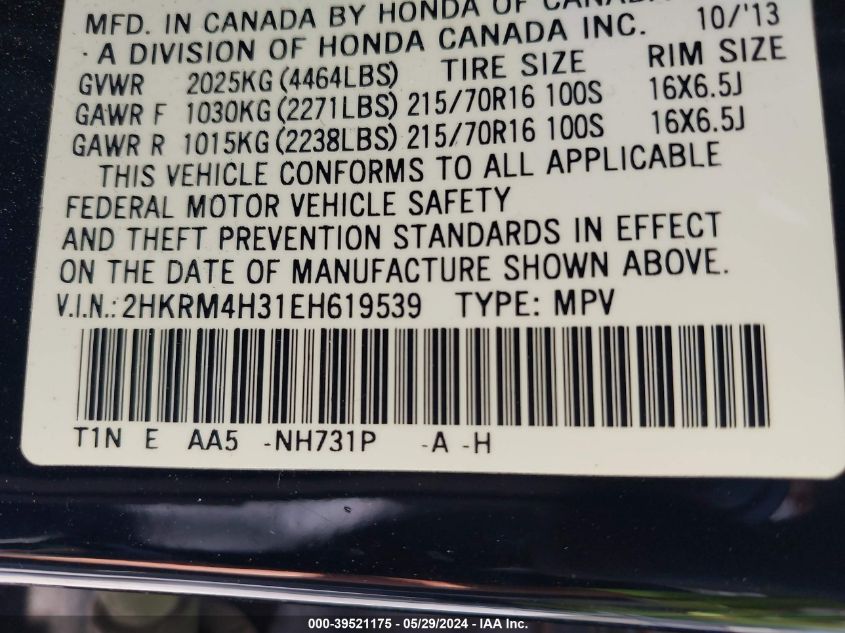 MFD. IN CANADA BY HONDA OF CANADA
- A DIVISION OF HONDA CANADA INC. 10/'13
GVWR 2025KG (4464LBS) TIRE SIZE RIM SIZE
GAWR F 1030KG (2271LBS) 215/70R16 100S 16X6.5J
GAWR R 1015KG (2238LBS) 215/70R16 100S 16X6.5J
THIS VEHICLE CONFORMS TO ALL APPLICABLE
FEDERAL MOTOR VEHICLE SAFETY
AND THEFT PREVENTION STANDARDS IN EFFECT
ON THE DATE OF MANUFACTURE SHOWN ABOVE.
V.I.N.: 2HKRM4H31EH619539 TYPE: MPV
T1N E AA5 -NH731P -A -H
000-39521175 - 05/29/2024 - IAA Inc.